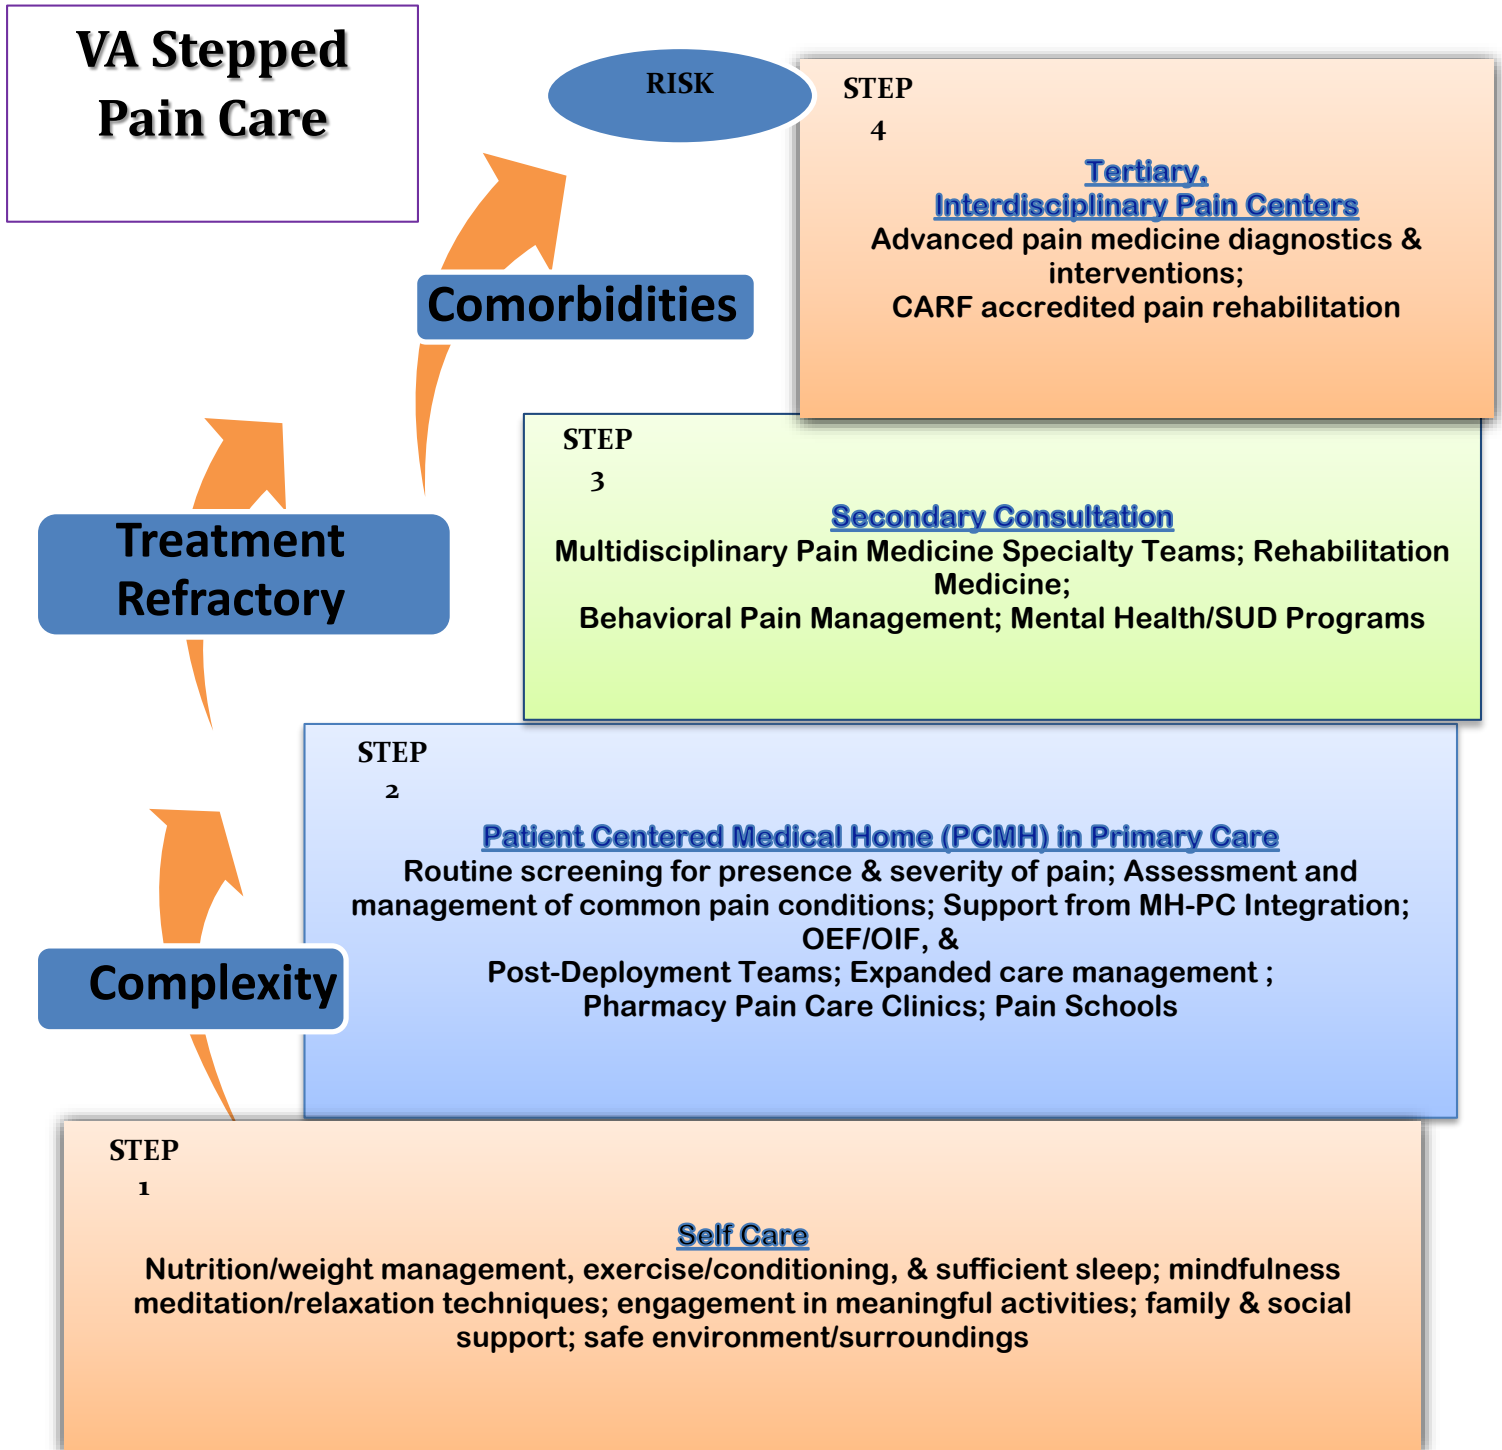 VA Stepped
Pain Care
RISK
STEP
4
Tertiary,
Interdisciplinary Pain Centers
Advanced pain medicine diagnostics &
interventions;
CARF accredited pain rehabilitation
Comorbidities
STEP
3
Secondary Consultation
Multidisciplinary Pain Medicine Specialty Teams; Rehabilitation
Medicine;
Behavioral Pain Management; Mental Health/SUD Programs
Treatment
Refractory
STEP
2
Patient Centered Medical Home (PCMH) in Primary Care
Routine screening for presence & severity of pain; Assessment and
management of common pain conditions; Support from MH-PC Integration;
OEF/OIF, &
Post-Deployment Teams; Expanded care management ;
Pharmacy Pain Care Clinics; Pain Schools
Complexity
STEP
1
Self Care
Nutrition/weight management, exercise/conditioning, & sufficient sleep; mindfulness
meditation/relaxation techniques; engagement in meaningful activities; family & social
support; safe environment/surroundings